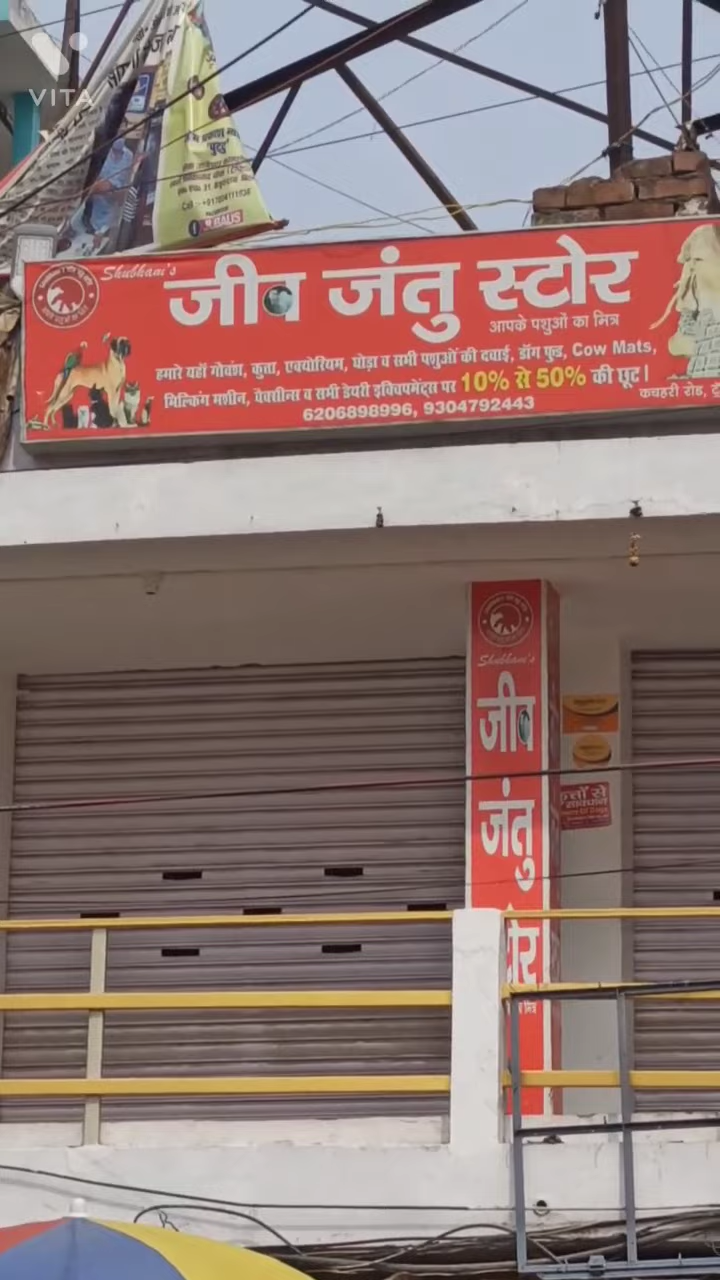 VITA
Shubham's
जीव जंतु स्टोर
आपके पशुओं का मित्र
हमारे यहाँ गोवंश, कुत्ता, एक्योरियम, घोड़ा व सभी पशुओं की दवाई, डॉग फुड, Cow Mats,
मिल्किंग मशीन, वैक्सीन्स व सभी डेयरी इक्विपमेंट्स पर 10% से 50% की छूट।
कचहरी रोड,
6206898996, 9304792443
Shubham's
जीव
जंतु
कुत्तों से
सावधान